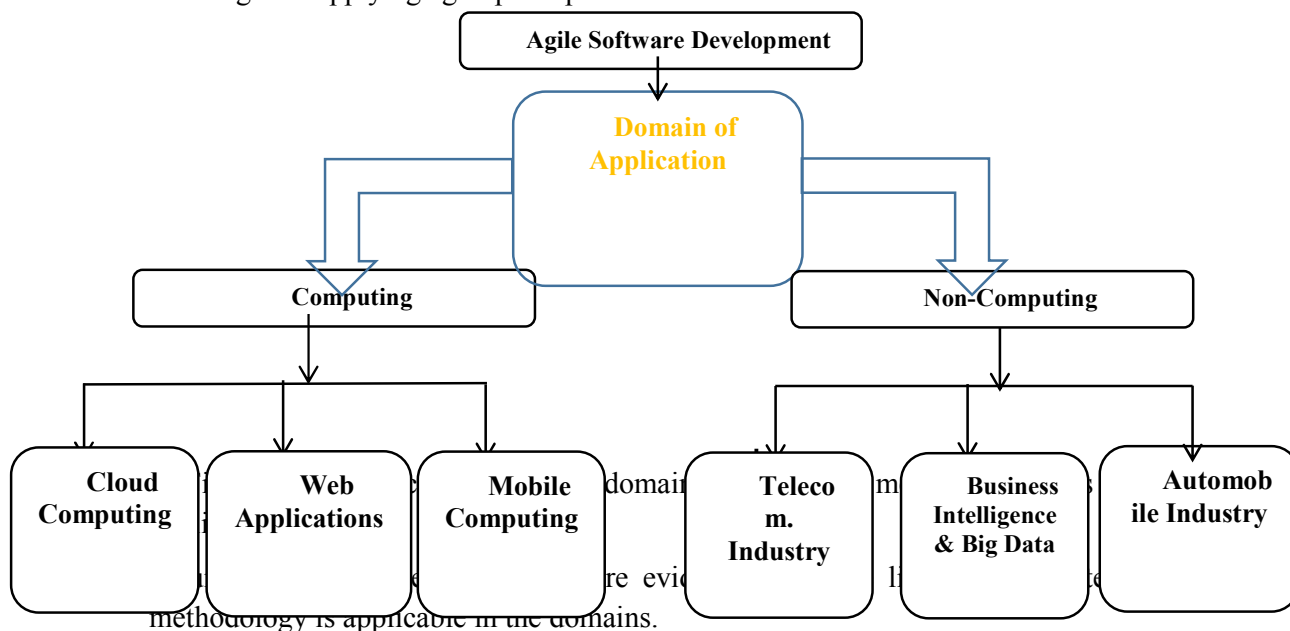 Agile Software Development
Domain of
Application
Computing
Non-Computing
Cloud
Computing
Web
Applications
Mobile
Computing
Teleco
m.
Industry
Business
Intelligence
& Big Data
Automob
ile Industry
domain
methodology is applicable in the domains.